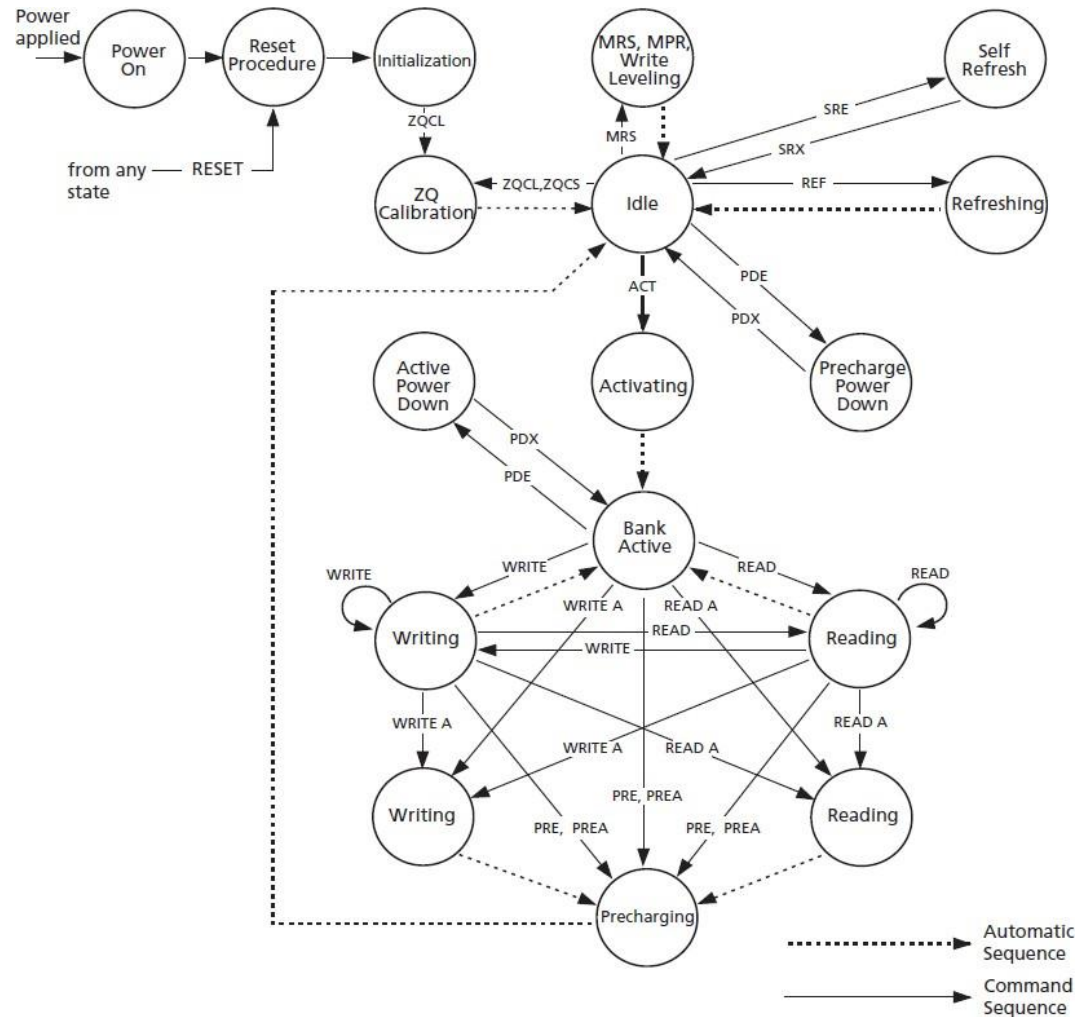 Power
applied
Power
On
Reset
Procedure
Initialization
MRS, MPR,
Write
Leveling
Self
Refresh
ZQCL
MRS
SRE
SRX
from any
state
RESET
ZQ
Calibration
ZQCL,ZQCS
Idle
REF
Refreshing
ACT
PDE
PDX
Active
Power
Down
Activating
Precharge
Power
Down
PDX
PDE
Bank
Active
WRITE
WRITE
READ
READ
WRITE A
READ A
Writing
READ
WRITE
Reading
WRITE A
WRITE A
READ A
READ A
Writing
PRE, PREA
PRE, PREA
PRE, PREA
Reading
Precharging
Automatic
Sequence
Command
Sequence